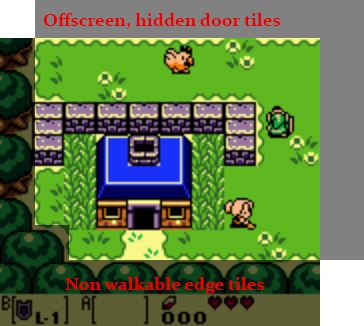 Offscreen, hidden door tiles
Non walkable edge tiles
B[ L-1] A[ ] 000